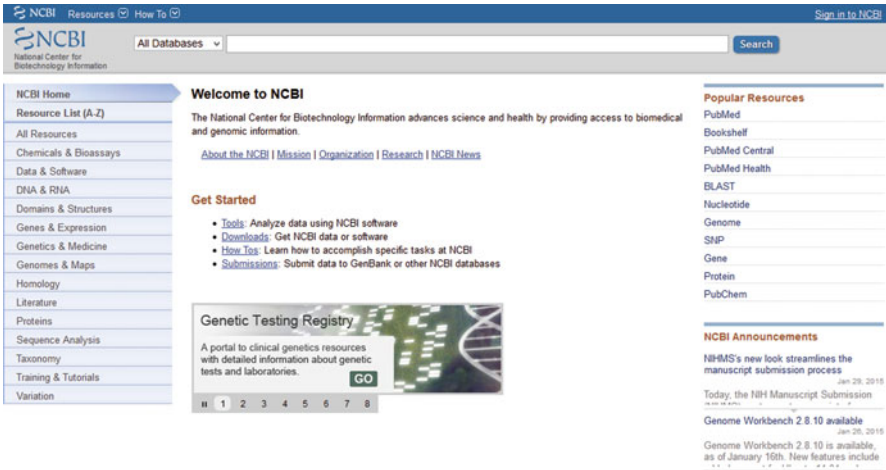 NCBI Resources How To Sign in to NCBI
NCBI
National Center for
Biotechnology Information
All Databases
Search
NCBI Home
Resource List (A-Z)
All Resources
Chemicals & Bioassays
Data & Software
DNA & RNA
Domains & Structures
Genes & Expression
Genetics & Medicine
Genomes & Maps
Homology
Literature
Proteins
Sequence Analysis
Taxonomy
Training & Tutorials
Variation
Welcome to NCBI
The National Center for Biotechnology Information advances science and health by providing access to biomedical
and genomic information.
About the NCBI | Mission | Organization | Research | NCBI News
Get Started
• Tools: Analyze data using NCBI software
• Downloads: Get NCBI data or software
• How Tos: Learn how to accomplish specific tasks at NCBI
• Submissions: Submit data to GenBank or other NCBI databases
Genetic Testing Registry
A portal to clinical genetics resources
with detailed information about genetic
tests and laboratories.
GO
1 2 3 4 5 6 7 8
Popular Resources
PubMed
Bookshelf
PubMed Central
PubMed Health
BLAST
Nucleotide
Genome
SNP
Gene
Protein
PubChem
NCBI Announcements
NIHMS's new look streamlines the
manuscript submission process
Jan 29, 2015
Today, the NIH Manuscript Submission
Genome Workbench 2.8.10 available
Jan 26, 2015
Genome Workbench 2.8.10 is available,
as of January 16th. New features include